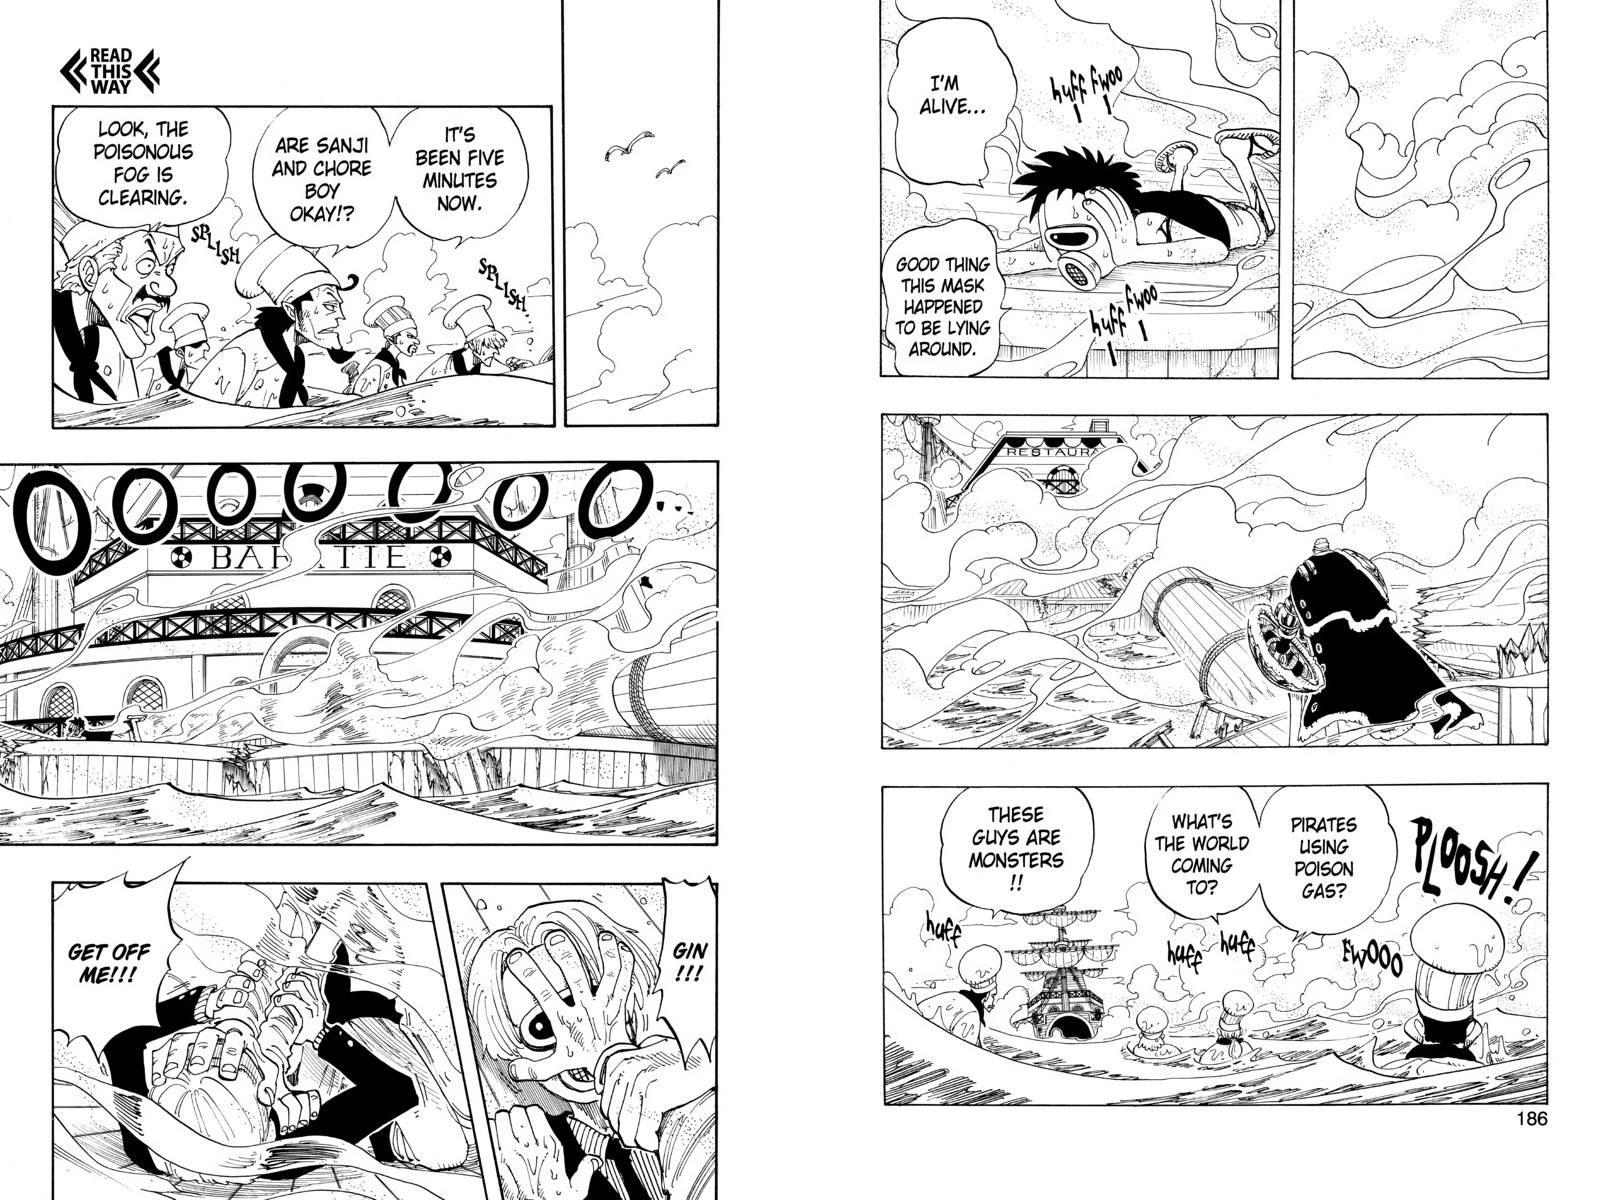 I'M
ALIVE...
huff FWOO
GOOD THING
THIS MASK
HAPPENED
TO BE LYING
AROUND.
huff FWOO
RESTAURA
PLOOSH!
PIRATES
USING
POISON
GAS?
WHAT'S
THE WORLD
COMING
TO?
THESE
GUYS ARE
MONSTERS
!!
FWOOO
huff
huff
huff
186
READ
THIS
WAY
IT'S
BEEN FIVE
MINUTES
NOW.
ARE SANJI
AND CHORE
BOY
OKAY!?
LOOK, THE
POISONOUS
FOG IS
CLEARING.
SPLISH
SPLISH
OOOOOOO...
BARATIE
GIN
!!!
GET OFF
ME!!!